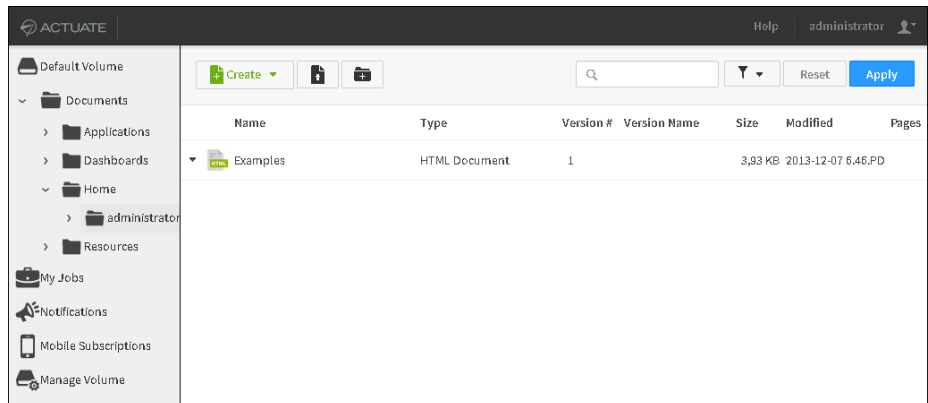 ACTUATE Help administrator
Default Volume
Create Reset Apply
Documents
Name Type Version # Version Name Size Modified Pages
Applications
Dashboards
HTML Examples HTML Document 1 3,93 KB 2013-12-07 6.46.PD
Home
administrator
Resources
My Jobs
Notifications
Mobile Subscriptions
Manage Volume